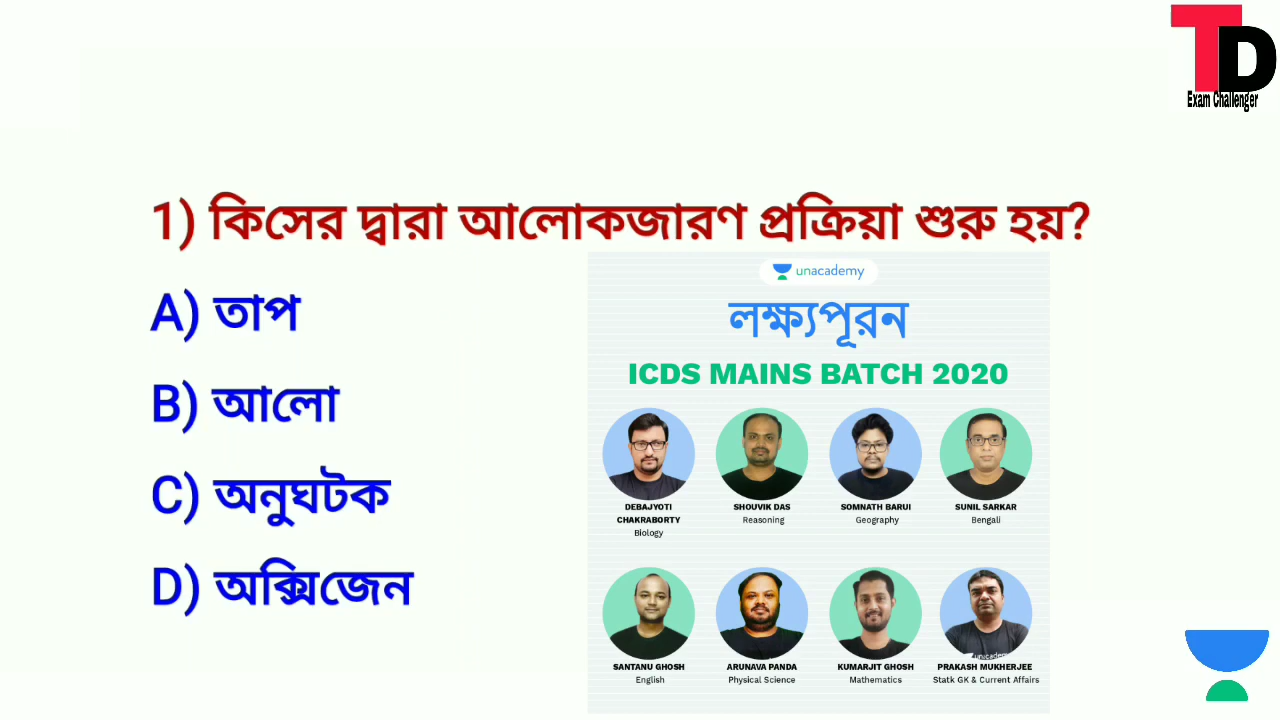 TD
Exam Challenger
1) কিসের দ্বারা আলোকজারণ প্রক্রিয়া শুরু হয়?
A) তাপ
B) আলো
C) অনুঘটক
D) অক্সিজেন
unacademy
লক্ষ্যপূরন
ICDS MAINS BATCH 2020
DEBAJYOTI CHAKRABORTY
Biology
SHOUVIK DAS
Reasoning
SOMNATH BARUI
Geography
SUNIL SARKAR
Bengali
SANTANU GHOSH
English
ARUNAVA PANDA
Physical Science
KUMARJIT GHOSH
Mathematics
PRAKASH MUKHERJEE
Statk GK & Current Affairs
unacademy